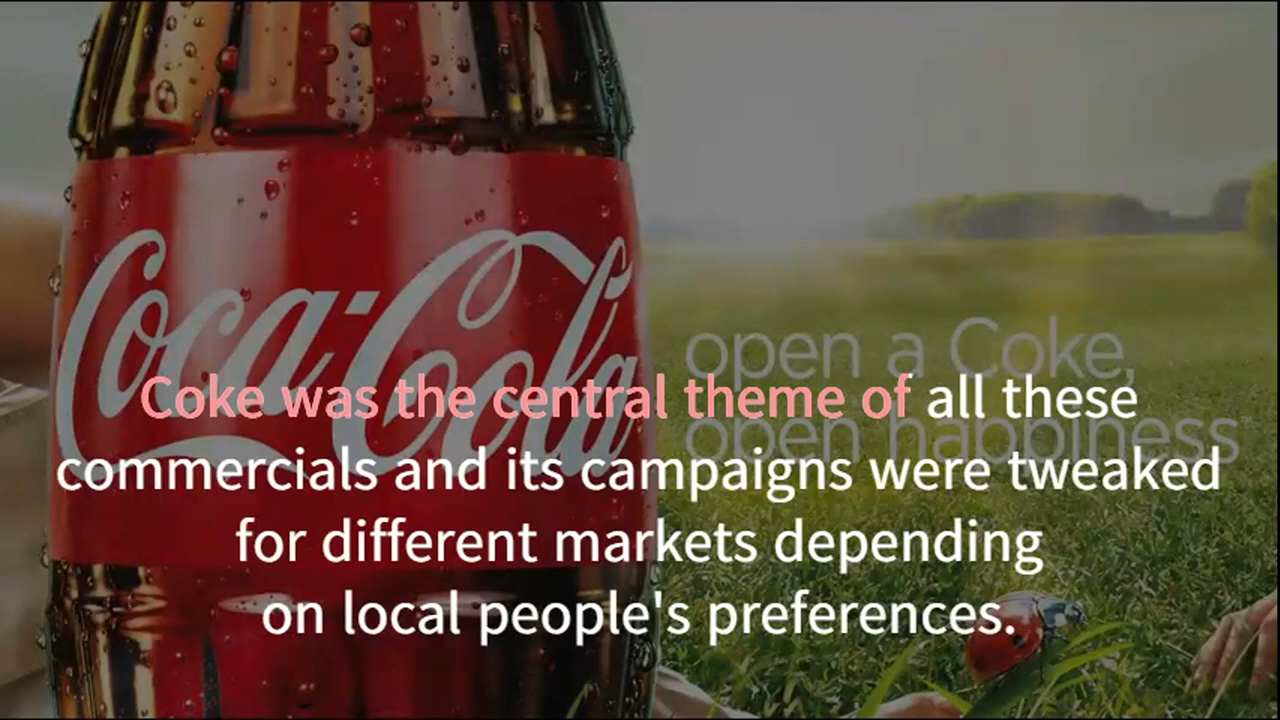 Coca-Cola
open a Coke,
open happiness
Coke was the central theme of all these
commercials and its campaigns were tweaked
for different markets depending
on local people's preferences.